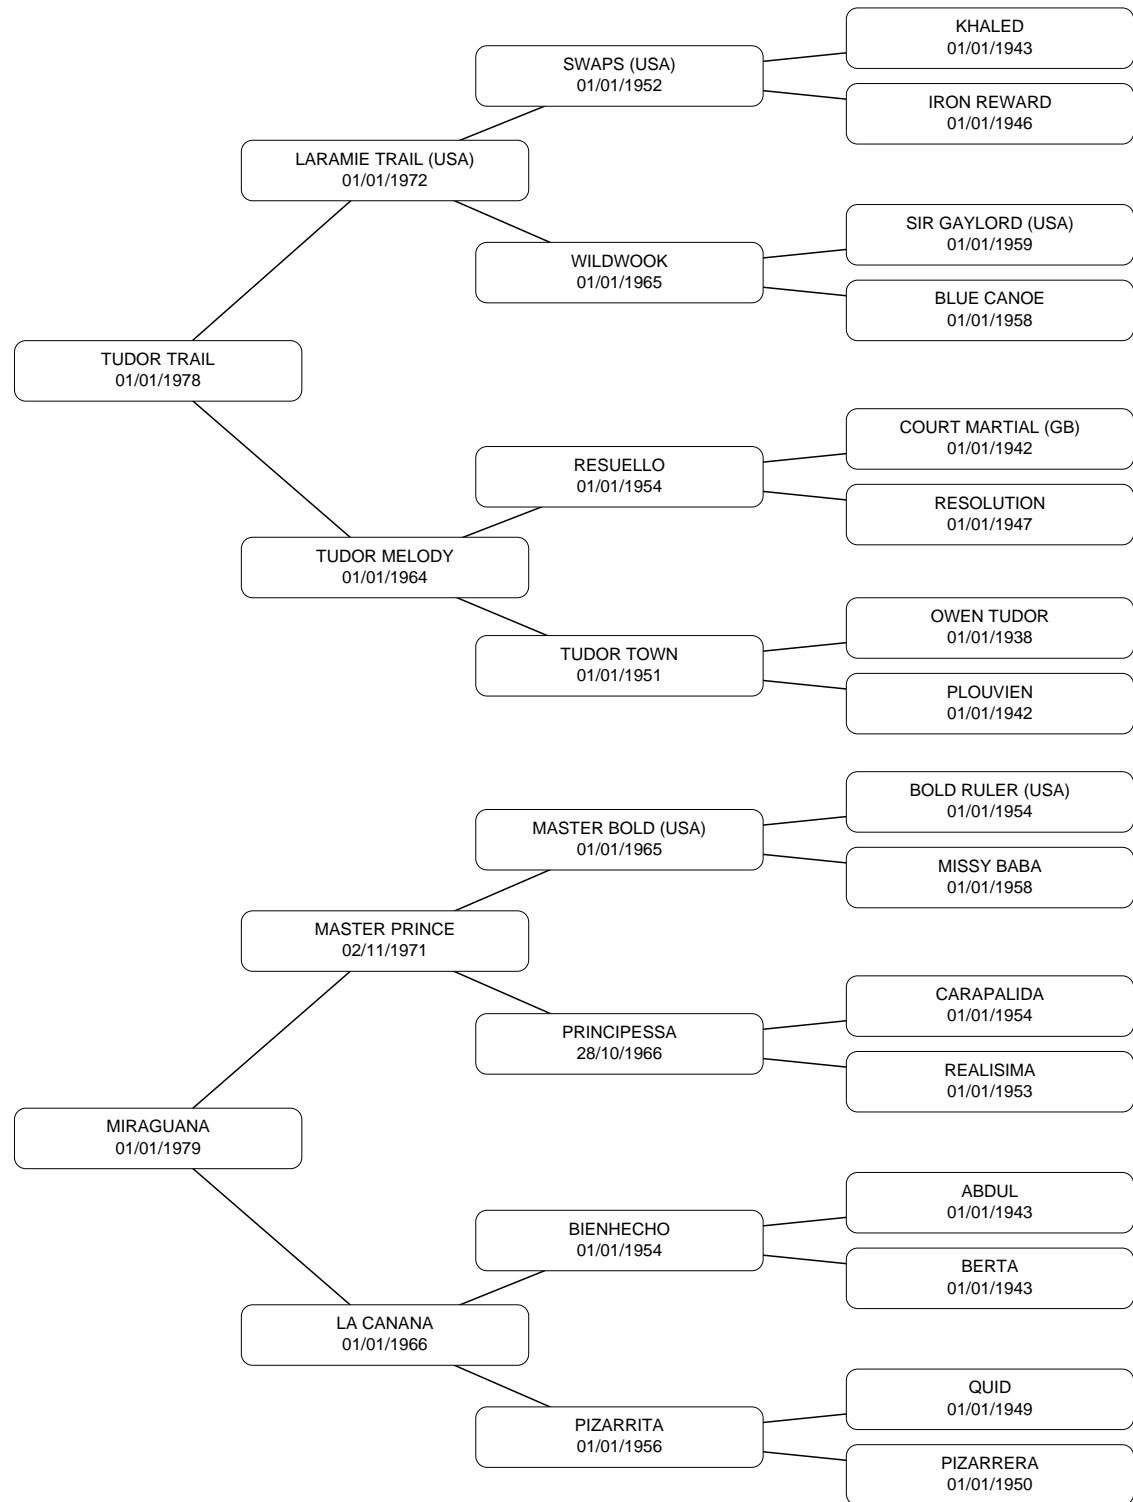 KHALED
01/01/1943
SWAPS (USA)
01/01/1952
IRON REWARD
01/01/1946
LARAMIE TRAIL (USA)
01/01/1972
SIR GAYLORD (USA)
01/01/1959
WILDWOOK
01/01/1965
BLUE CANOE
01/01/1958
TUDOR TRAIL
01/01/1978
COURT MARTIAL (GB)
01/01/1942
RESUELLO
01/01/1954
RESOLUTION
01/01/1947
TUDOR MELODY
01/01/1964
OWEN TUDOR
01/01/1938
TUDOR TOWN
01/01/1951
PLOUVIEN
01/01/1942
BOLD RULER (USA)
01/01/1954
MASTER BOLD (USA)
01/01/1965
MISSY BABA
01/01/1958
MASTER PRINCE
02/11/1971
CARAPALIDA
01/01/1954
PRINCIPESSA
28/10/1966
REALISIMA
01/01/1953
MIRAGUANA
01/01/1979
ABDUL
01/01/1943
BIENHECHO
01/01/1954
BERTA
01/01/1943
LA CANANA
01/01/1966
QUID
01/01/1949
PIZARRITA
01/01/1956
PIZARRERA
01/01/1950